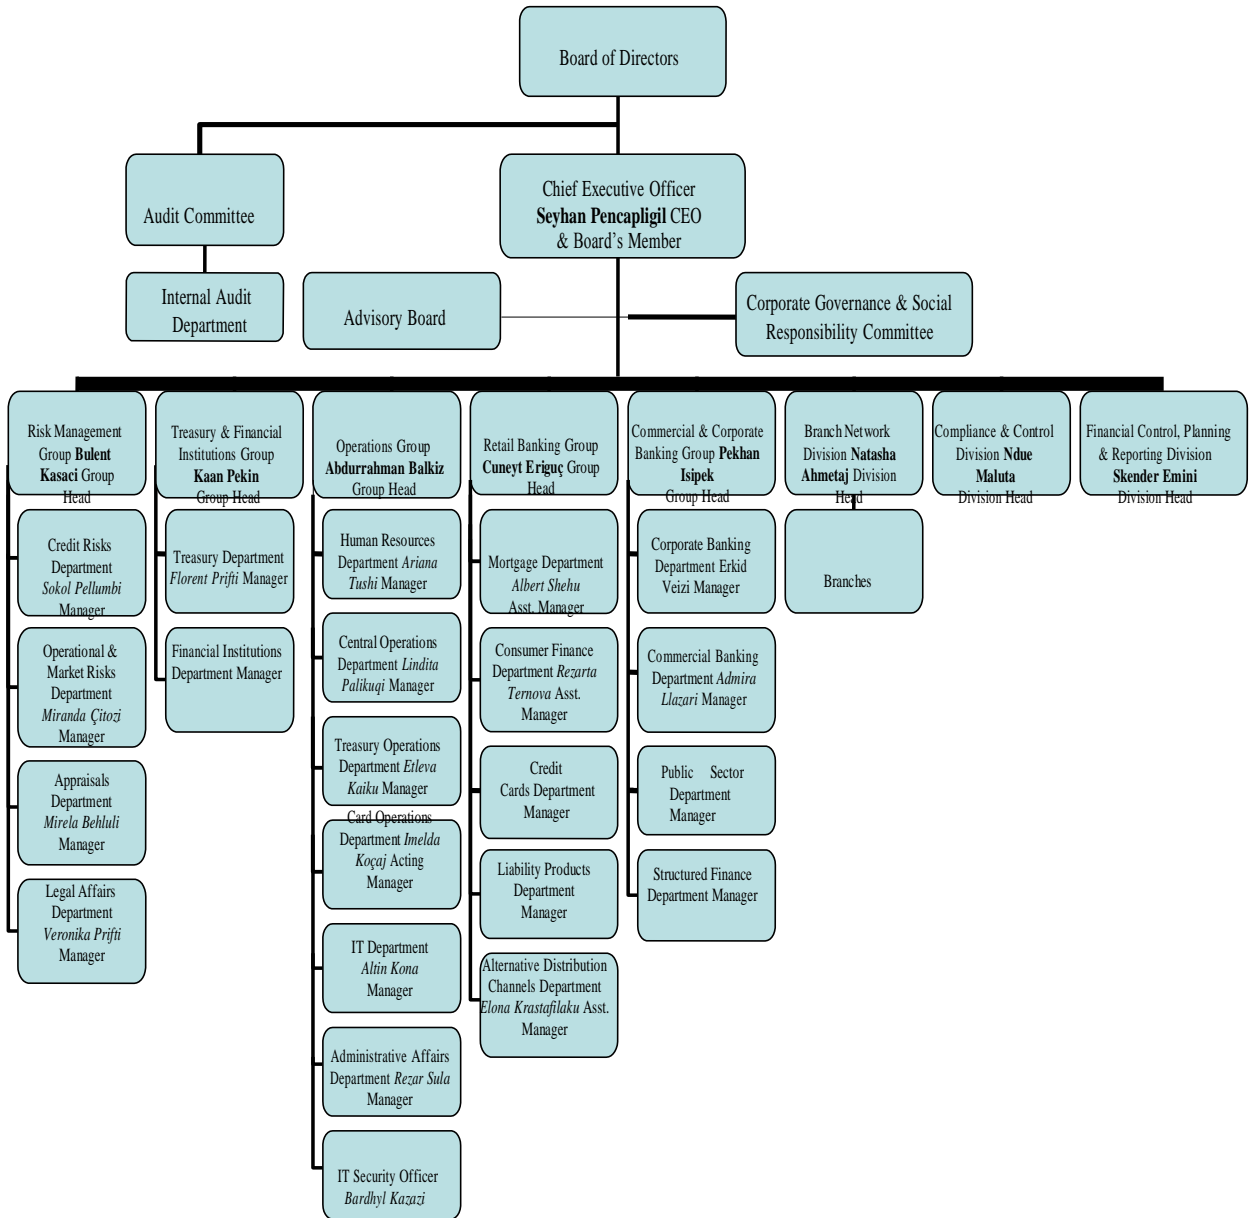 Board of Directors
Audit Committee
Chief Executive Officer
Seyhan Pencapligil CEO
& Board's Member
Internal Audit
Department
Advisory Board
Corporate Governance & Social
Responsibility Committee
Risk Management
Group Bulent
Kasaci Group
Head
Credit Risks
Department
Sokol Pellumbi
Manager
Operational &
Market Risks
Department
Miranda Çitozi
Manager
Appraisals
Department
Mirela Behluli
Manager
Legal Affairs
Department
Veronika Prifti
Manager
Treasury & Financial
Institutions Group
Kaan Pekin
Group Head
Treasury Department
Florent Prifti Manager
Financial Institutions
Department Manager
Operations Group
Abdurrahman Balkiz
Group Head
Human Resources
Department Ariana
Tushi Manager
Central Operations
Department Lindita
Palikuqi Manager
Treasury Operations
Department Etleva
Kaiku Manager
Card Operations
Department Imelda
Koçaj Acting
Manager
IT Department
Altin Kona
Manager
Administrative Affairs
Department Rezar Sula
Manager
IT Security Officer
Bardhyl Kazazi
Retail Banking Group
Cuneyt Eriguç Group
Head
Mortgage Department
Albert Shehu
Asst. Manager
Consumer Finance
Department Rezarta
Ternova Asst.
Manager
Credit
Cards Department
Manager
Liability Products
Department
Manager
Alternative Distribution
Channels Department
Elona Krastafilaku Asst.
Manager
Commercial & Corporate
Banking Group Pekhan
Isipek
Group Head
Corporate Banking
Department Erkid
Veizi Manager
Commercial Banking
Department Admira
Llazari Manager
Public Sector
Department
Manager
Structured Finance
Department Manager
Branch Network
Division Natasha
Ahmetaj Division
Head
Branches
Compliance & Control
Division Ndue
Maluta
Division Head
Financial Control, Planning
& Reporting Division
Skender Emini
Division Head